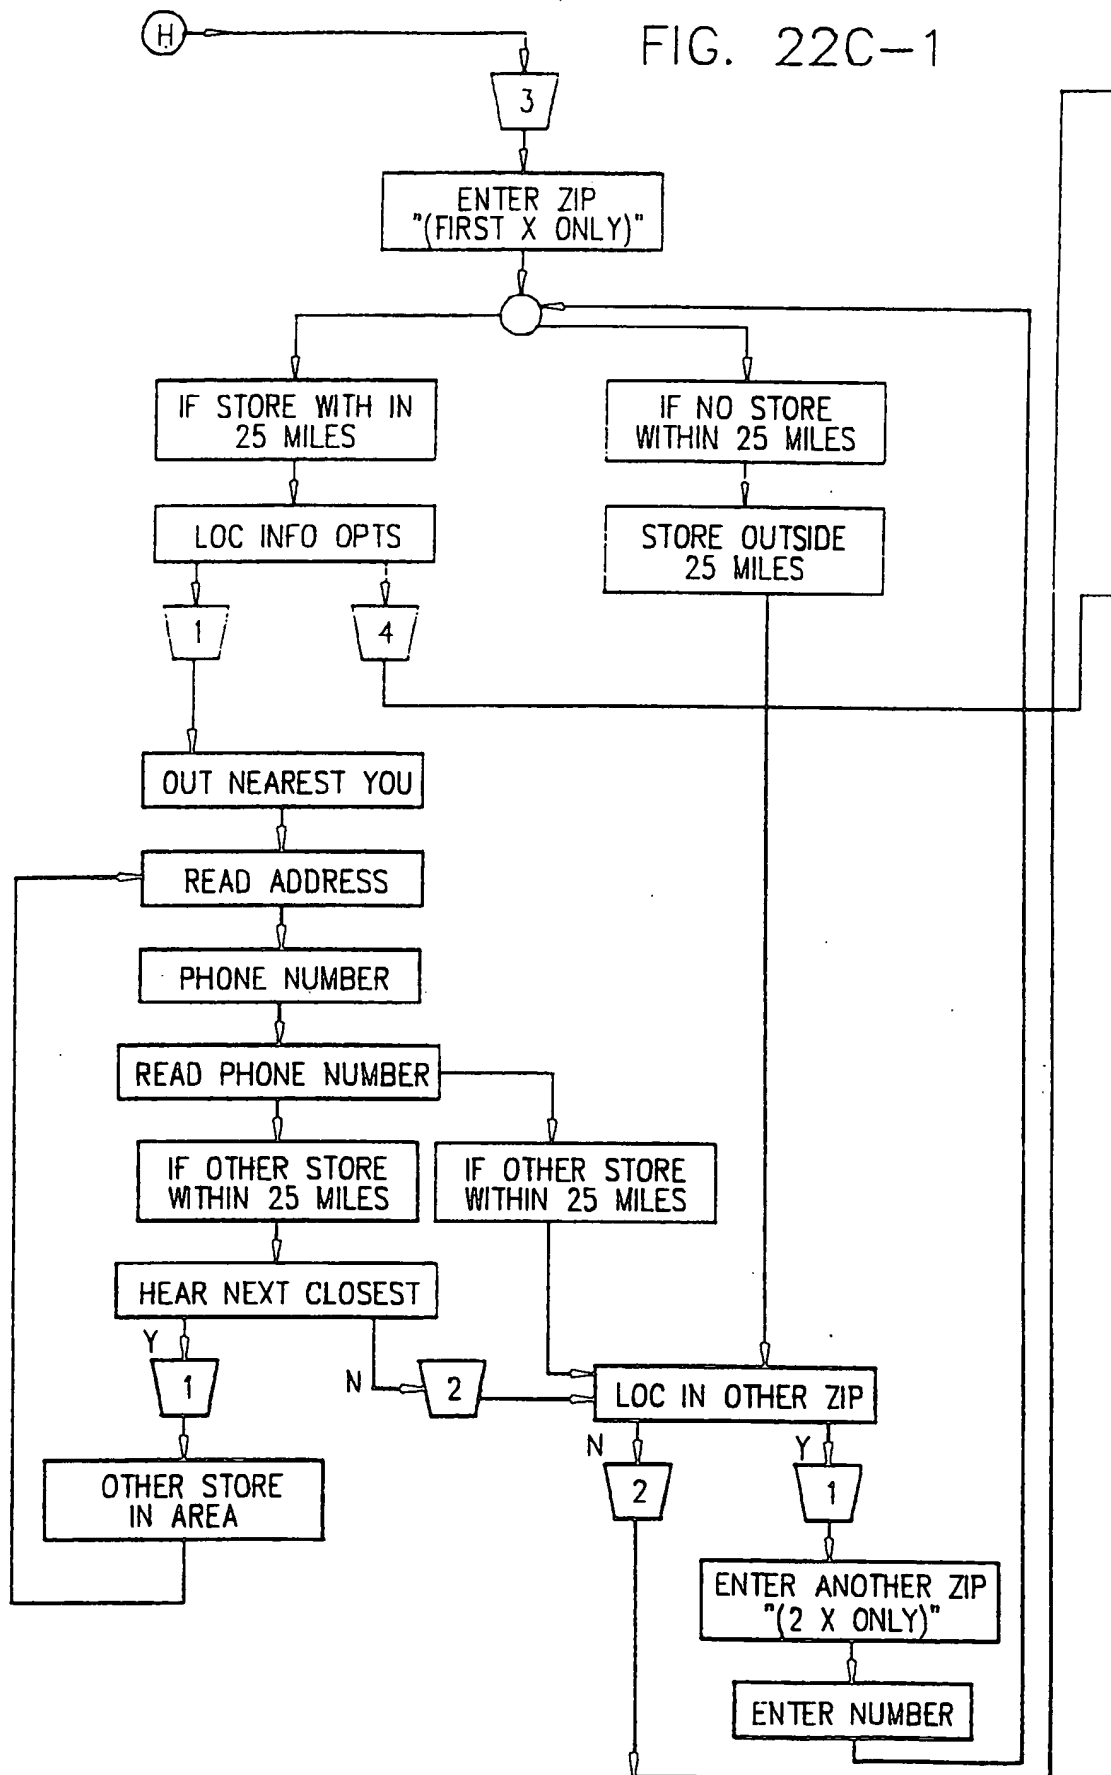 H
FIG. 22C-1
3
ENTER ZIP
"(FIRST X ONLY)"
IF STORE WITH IN
25 MILES
IF NO STORE
WITHIN 25 MILES
LOC INFO OPTS
STORE OUTSIDE
25 MILES
1
4
OUT NEAREST YOU
READ ADDRESS
PHONE NUMBER
READ PHONE NUMBER
IF OTHER STORE
WITHIN 25 MILES
IF OTHER STORE
WITHIN 25 MILES
HEAR NEXT CLOSEST
Y
1
N
2
LOC IN OTHER ZIP
N
2
Y
1
OTHER STORE
IN AREA
ENTER ANOTHER ZIP
"(2 X ONLY)"
ENTER NUMBER